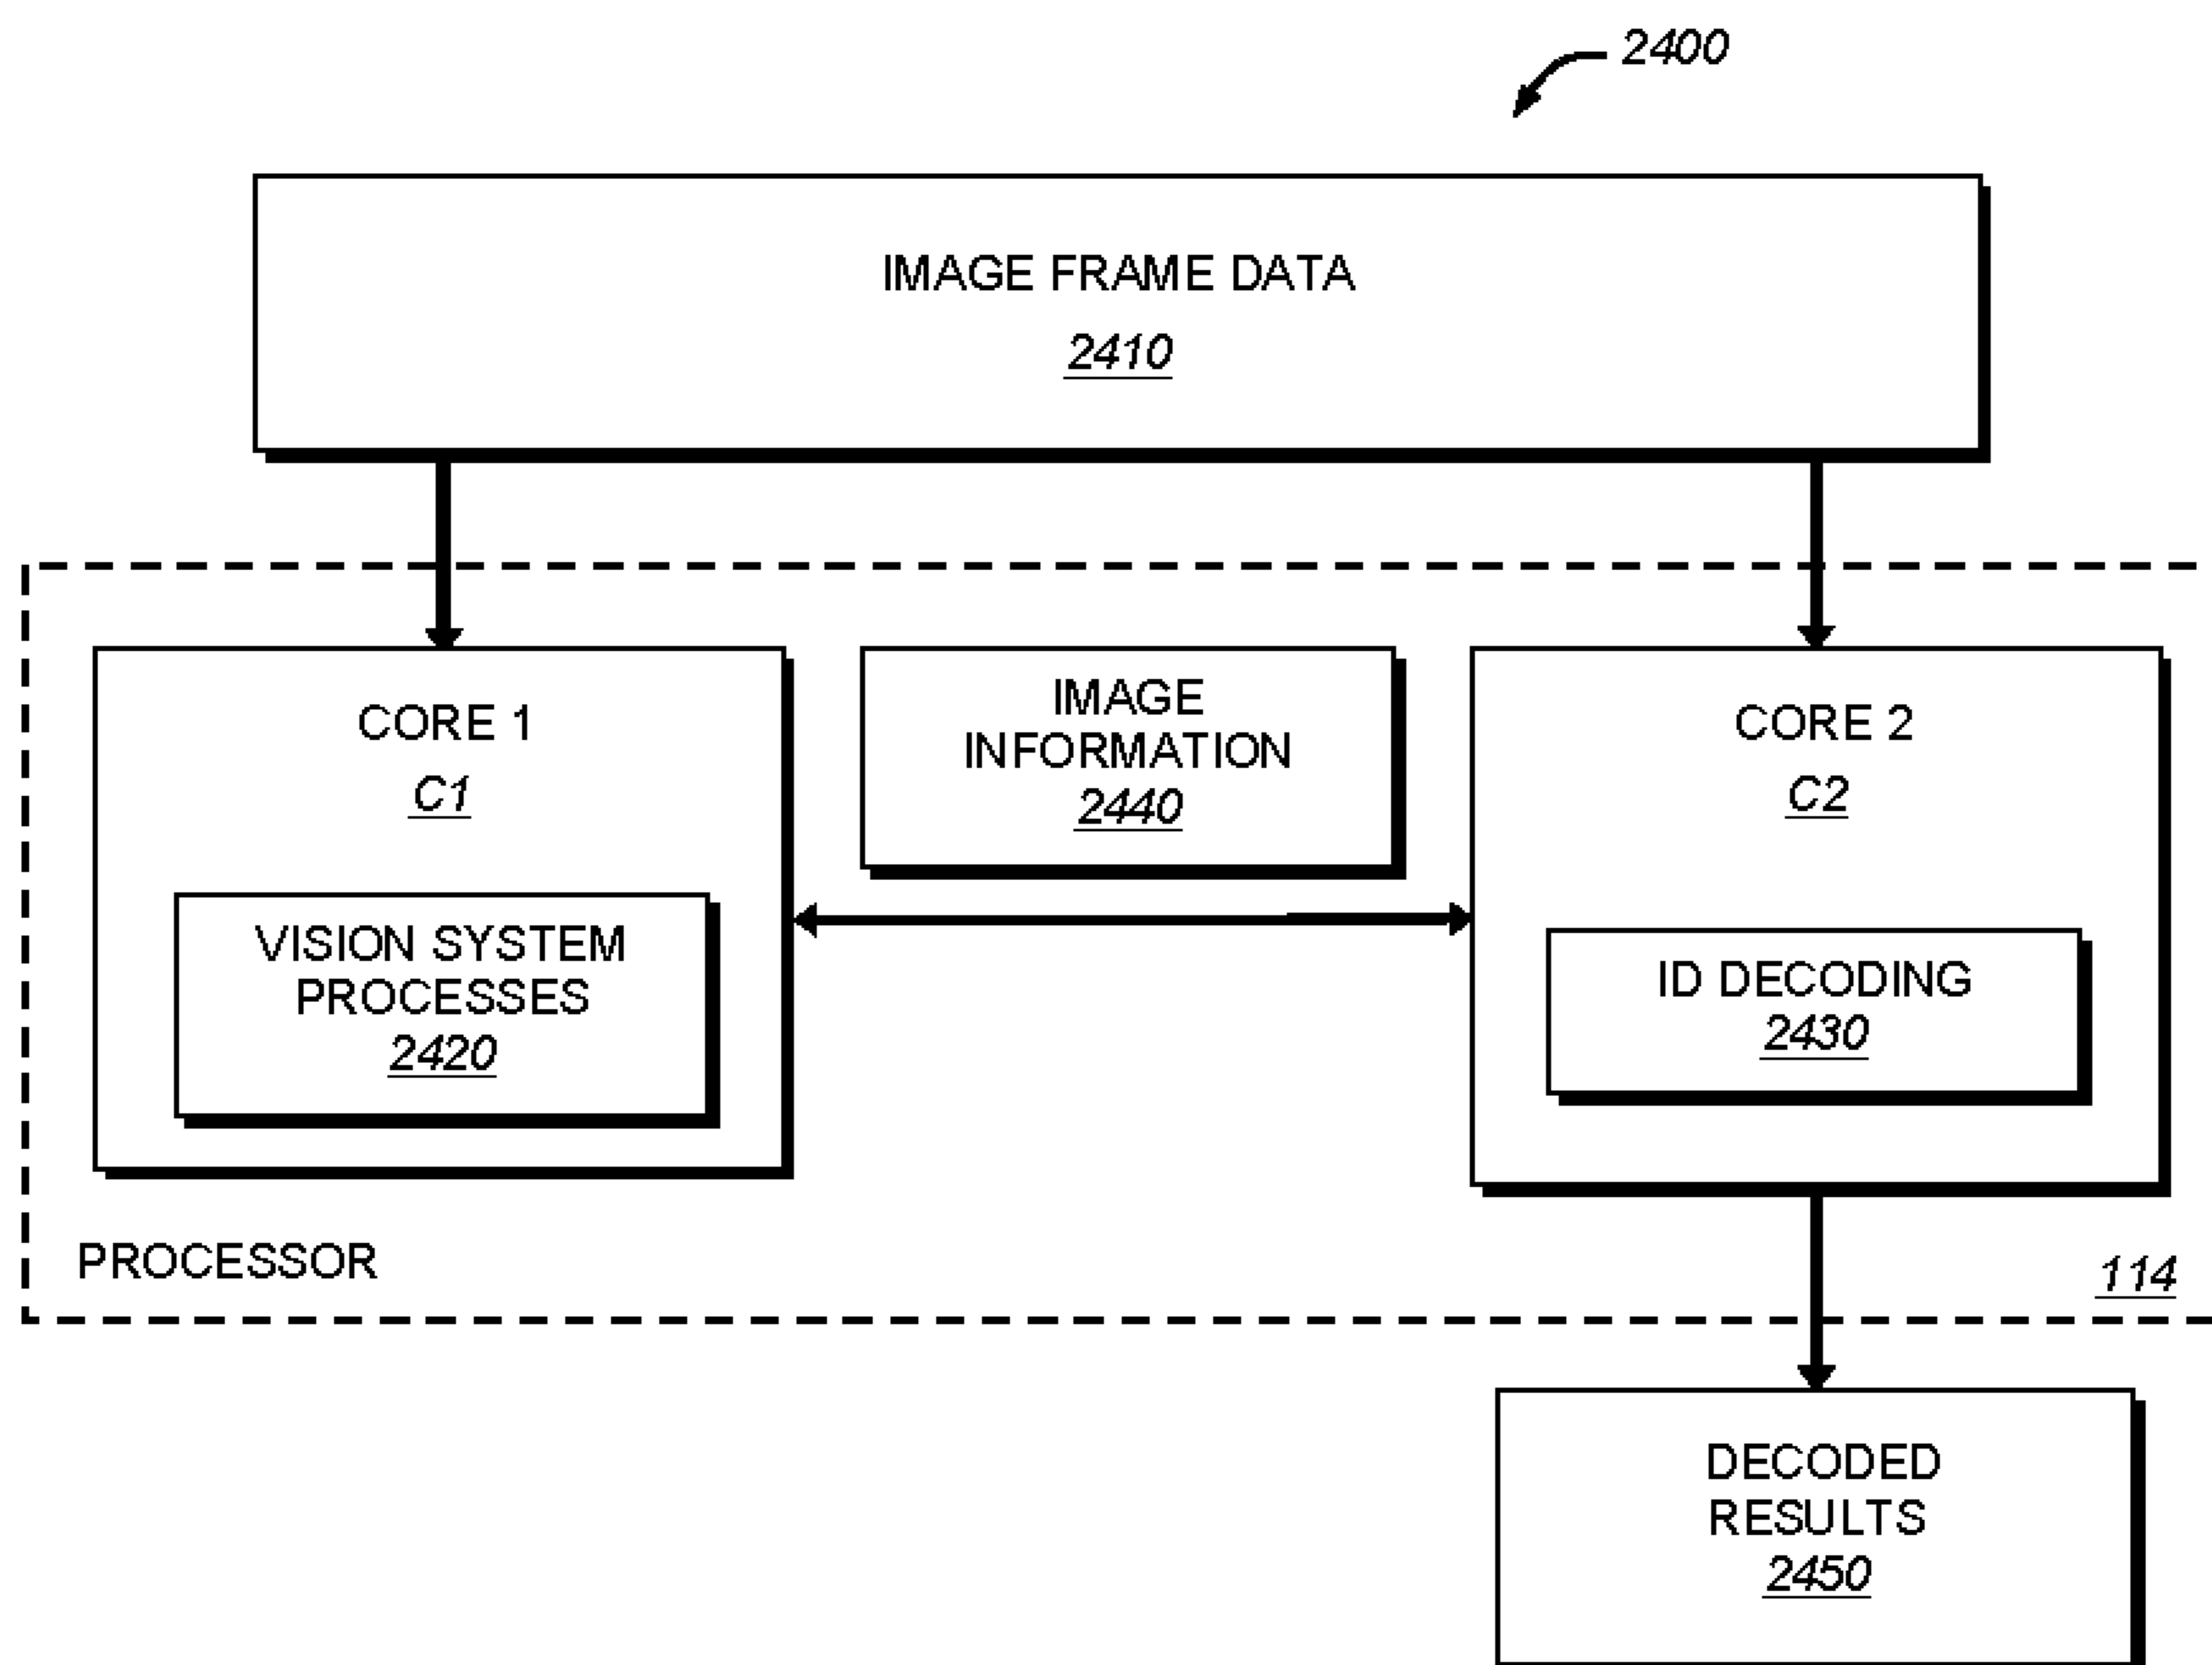 2400
IMAGE FRAME DATA
2410
CORE 1
C1
VISION SYSTEM
PROCESSES
2420
IMAGE
INFORMATION
2440
CORE 2
C2
ID DECODING
2430
PROCESSOR
114
DECODED
RESULTS
2450